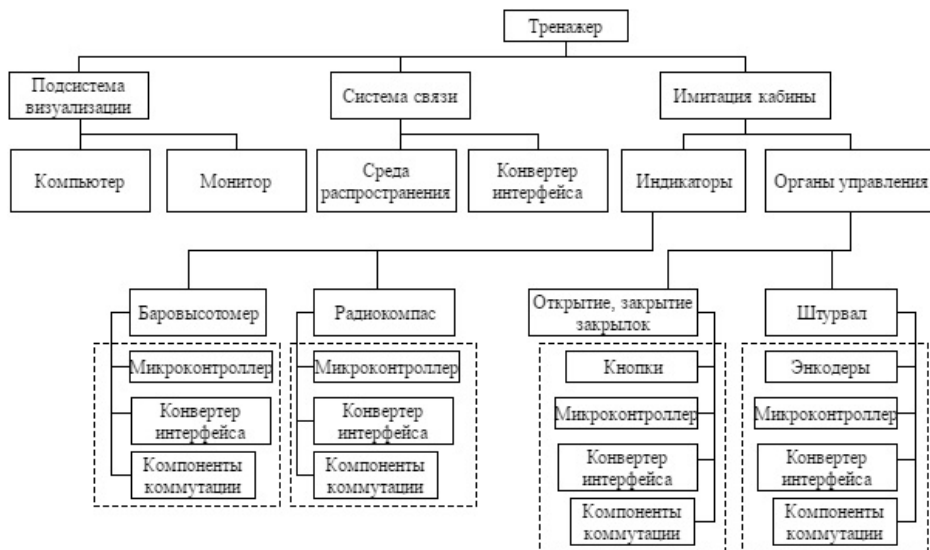 Тренажер
Подсистема
визуализации
Система связи
Имитация кабины
Компьютер
Монитор
Среда
распространения
Конвертер
интерфейса
Индикаторы
Органы управления
Баровысотомер
Радиокомпас
Открытие, закрытие
закрылок
Штурвал
Микроконтроллер
Конвертер
интерфейса
Компоненты
коммутации
Микроконтроллер
Конвертер
интерфейса
Компоненты
коммутации
Кнопки
Микроконтроллер
Конвертер
интерфейса
Компоненты
коммутации
Энкодеры
Микроконтроллер
Конвертер
интерфейса
Компоненты
коммутации